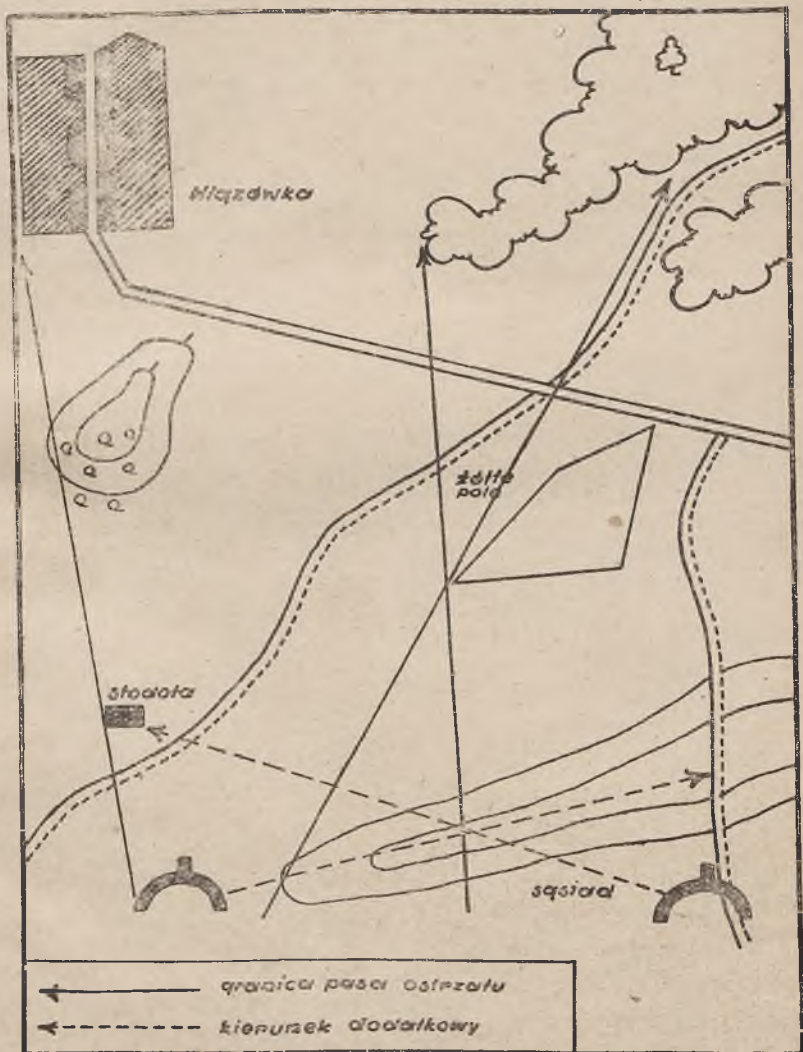 Wiązówka
żółte
pole
stodoła
sąsiad
granica pasa ostrzału
kierunek dodatkowy